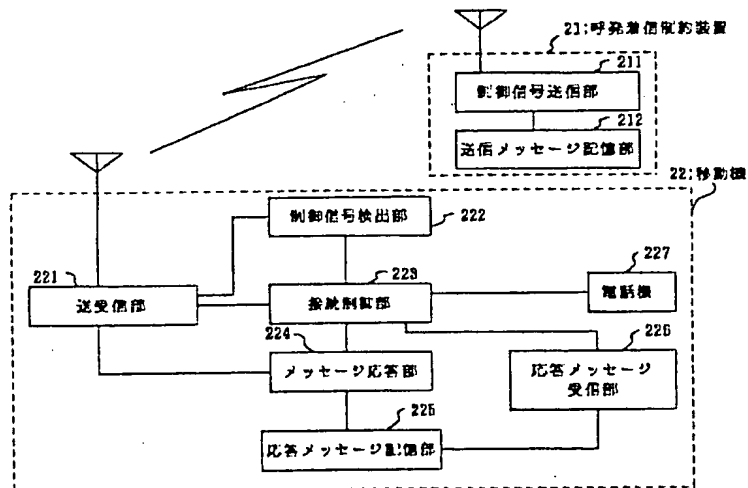 21:呼発着信制約装置
211
制御信号送信部
212
送信メッセージ記憶部
22:移動機
制御信号検出部
222
221
送受信部
223
接続制御部
227
電話機
224
メッセージ応答部
226
応答メッセージ
受信部
225
応答メッセージ記憶部